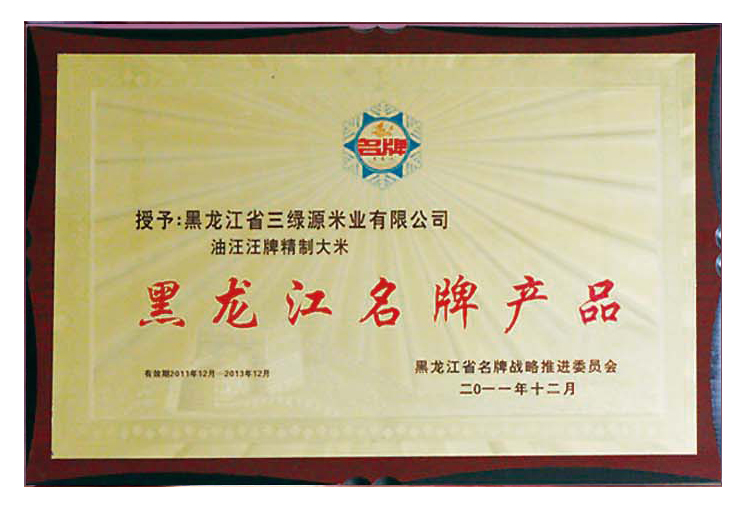 名牌
授予:黑龙江省三绿源米业有限公司
油汪汪牌精制大米
黑龙江名牌产品
有效期2011年12月—2013年12月
黑龙江省名牌战略推进委员会
二0一一年十二月